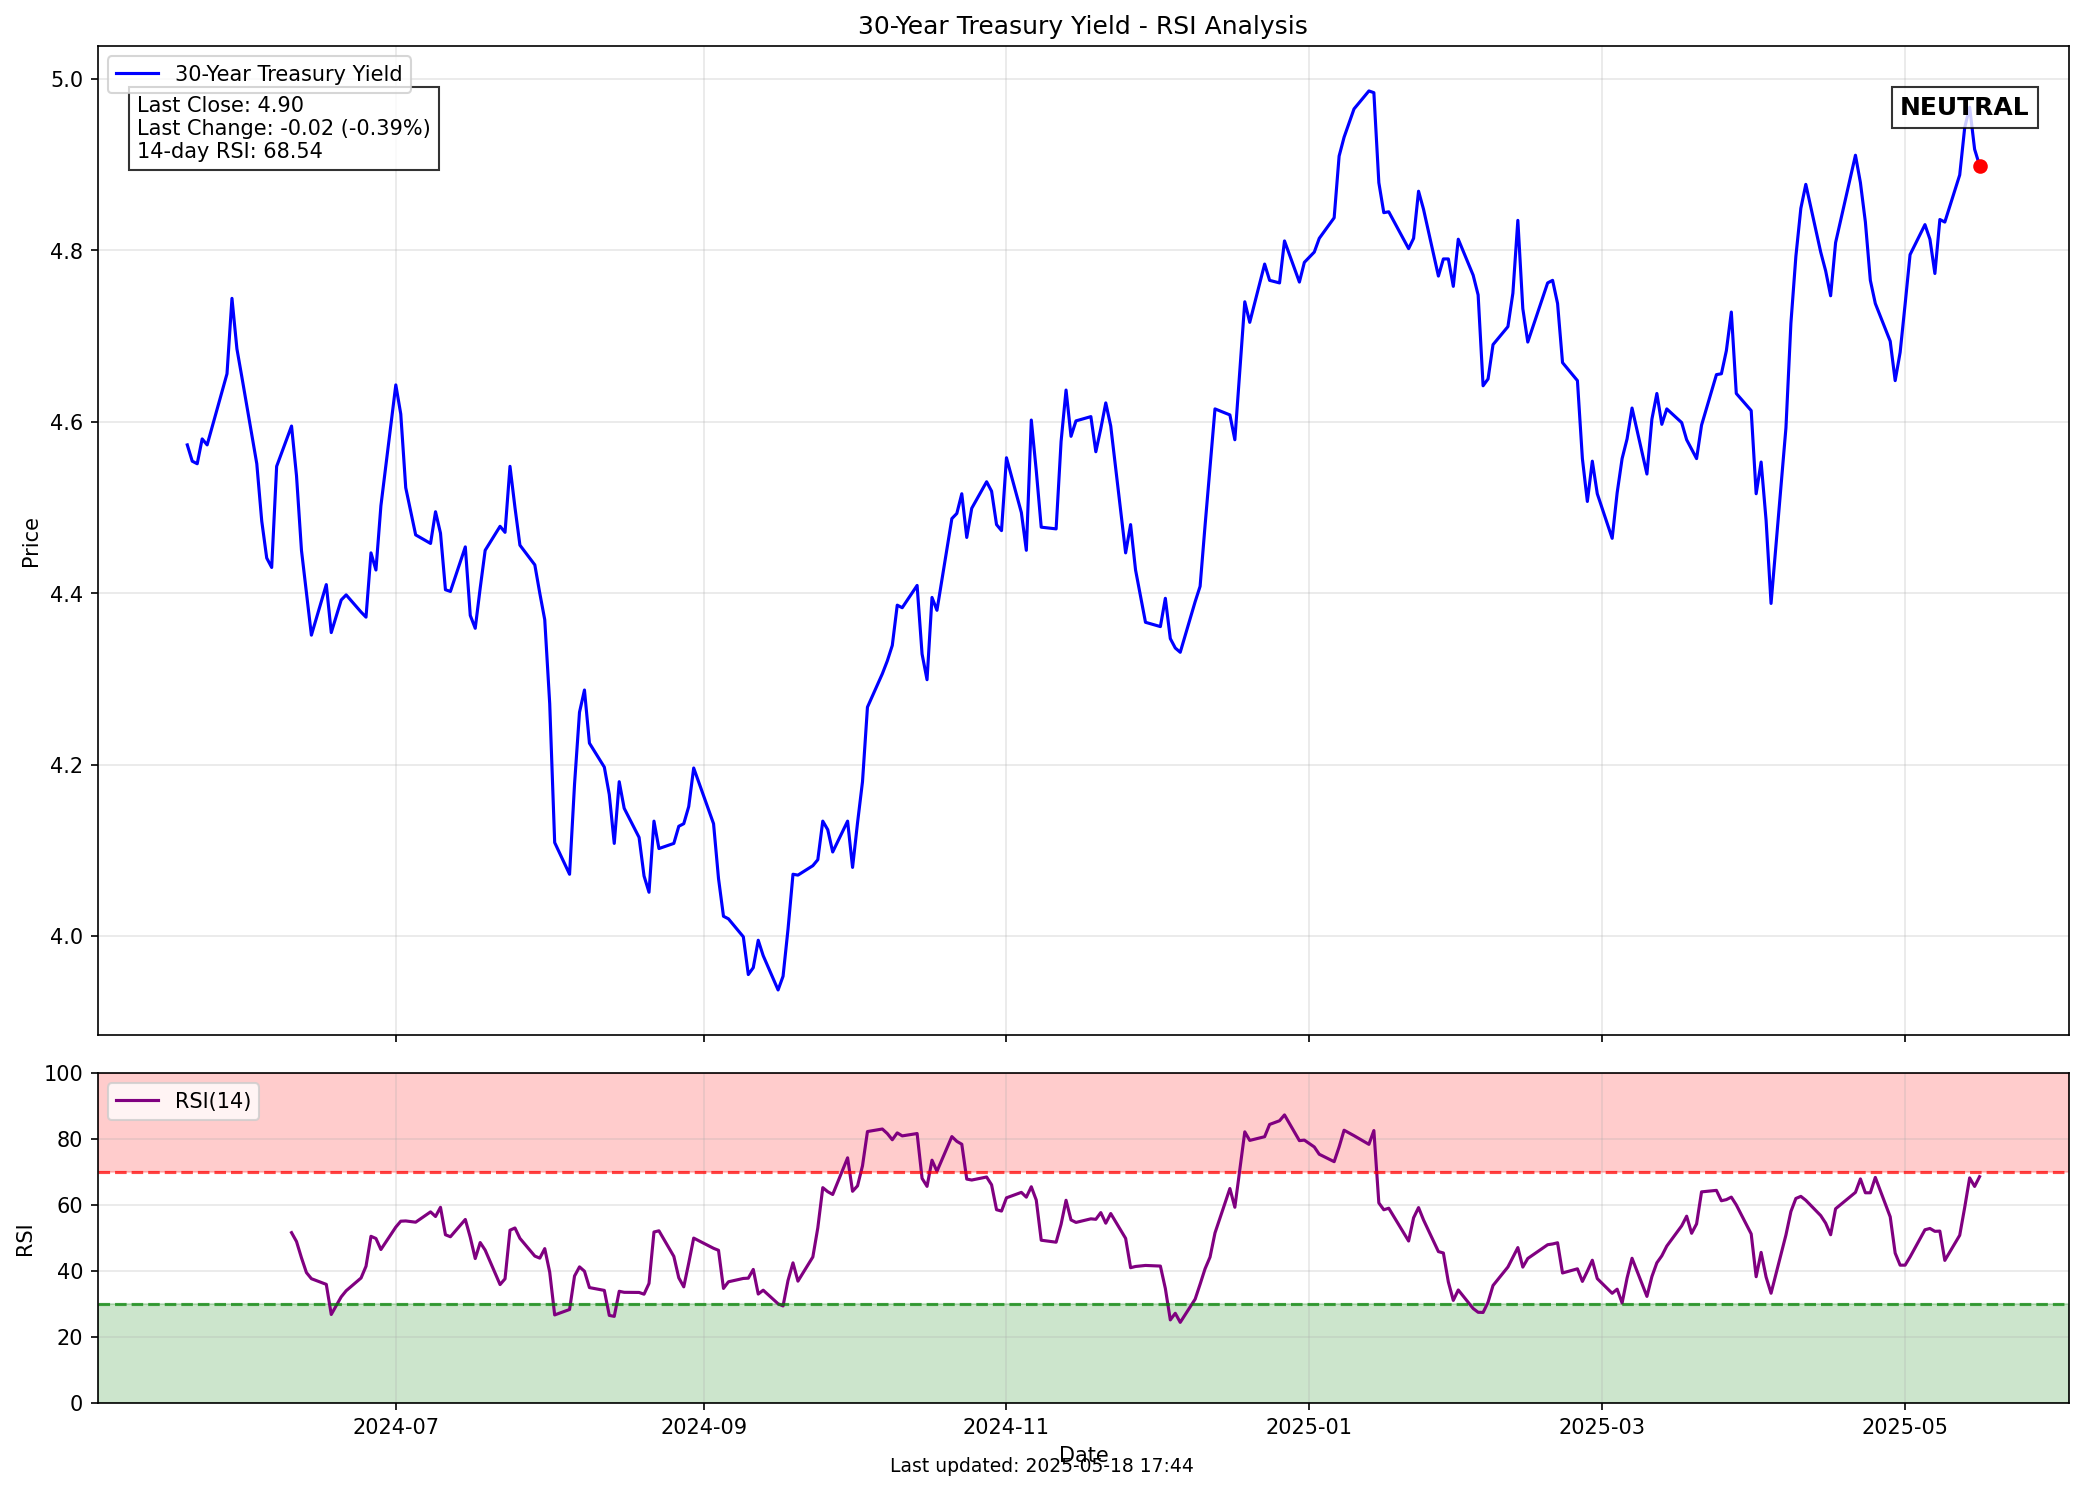 30-Year Treasury Yield - RSI Analysis
30-Year Treasury Yield
Last Close: 4.90
Last Change: -0.02 (-0.39%)
14-day RSI: 68.54
NEUTRAL
5.0
4.8
4.6
4.4
4.2
4.0
Price
RSI(14)
100
80
60
40
20
0
RSI
2024-07
2024-09
2024-11
2025-01
2025-03
2025-05
Date
Last updated: 2025-05-18 17:44